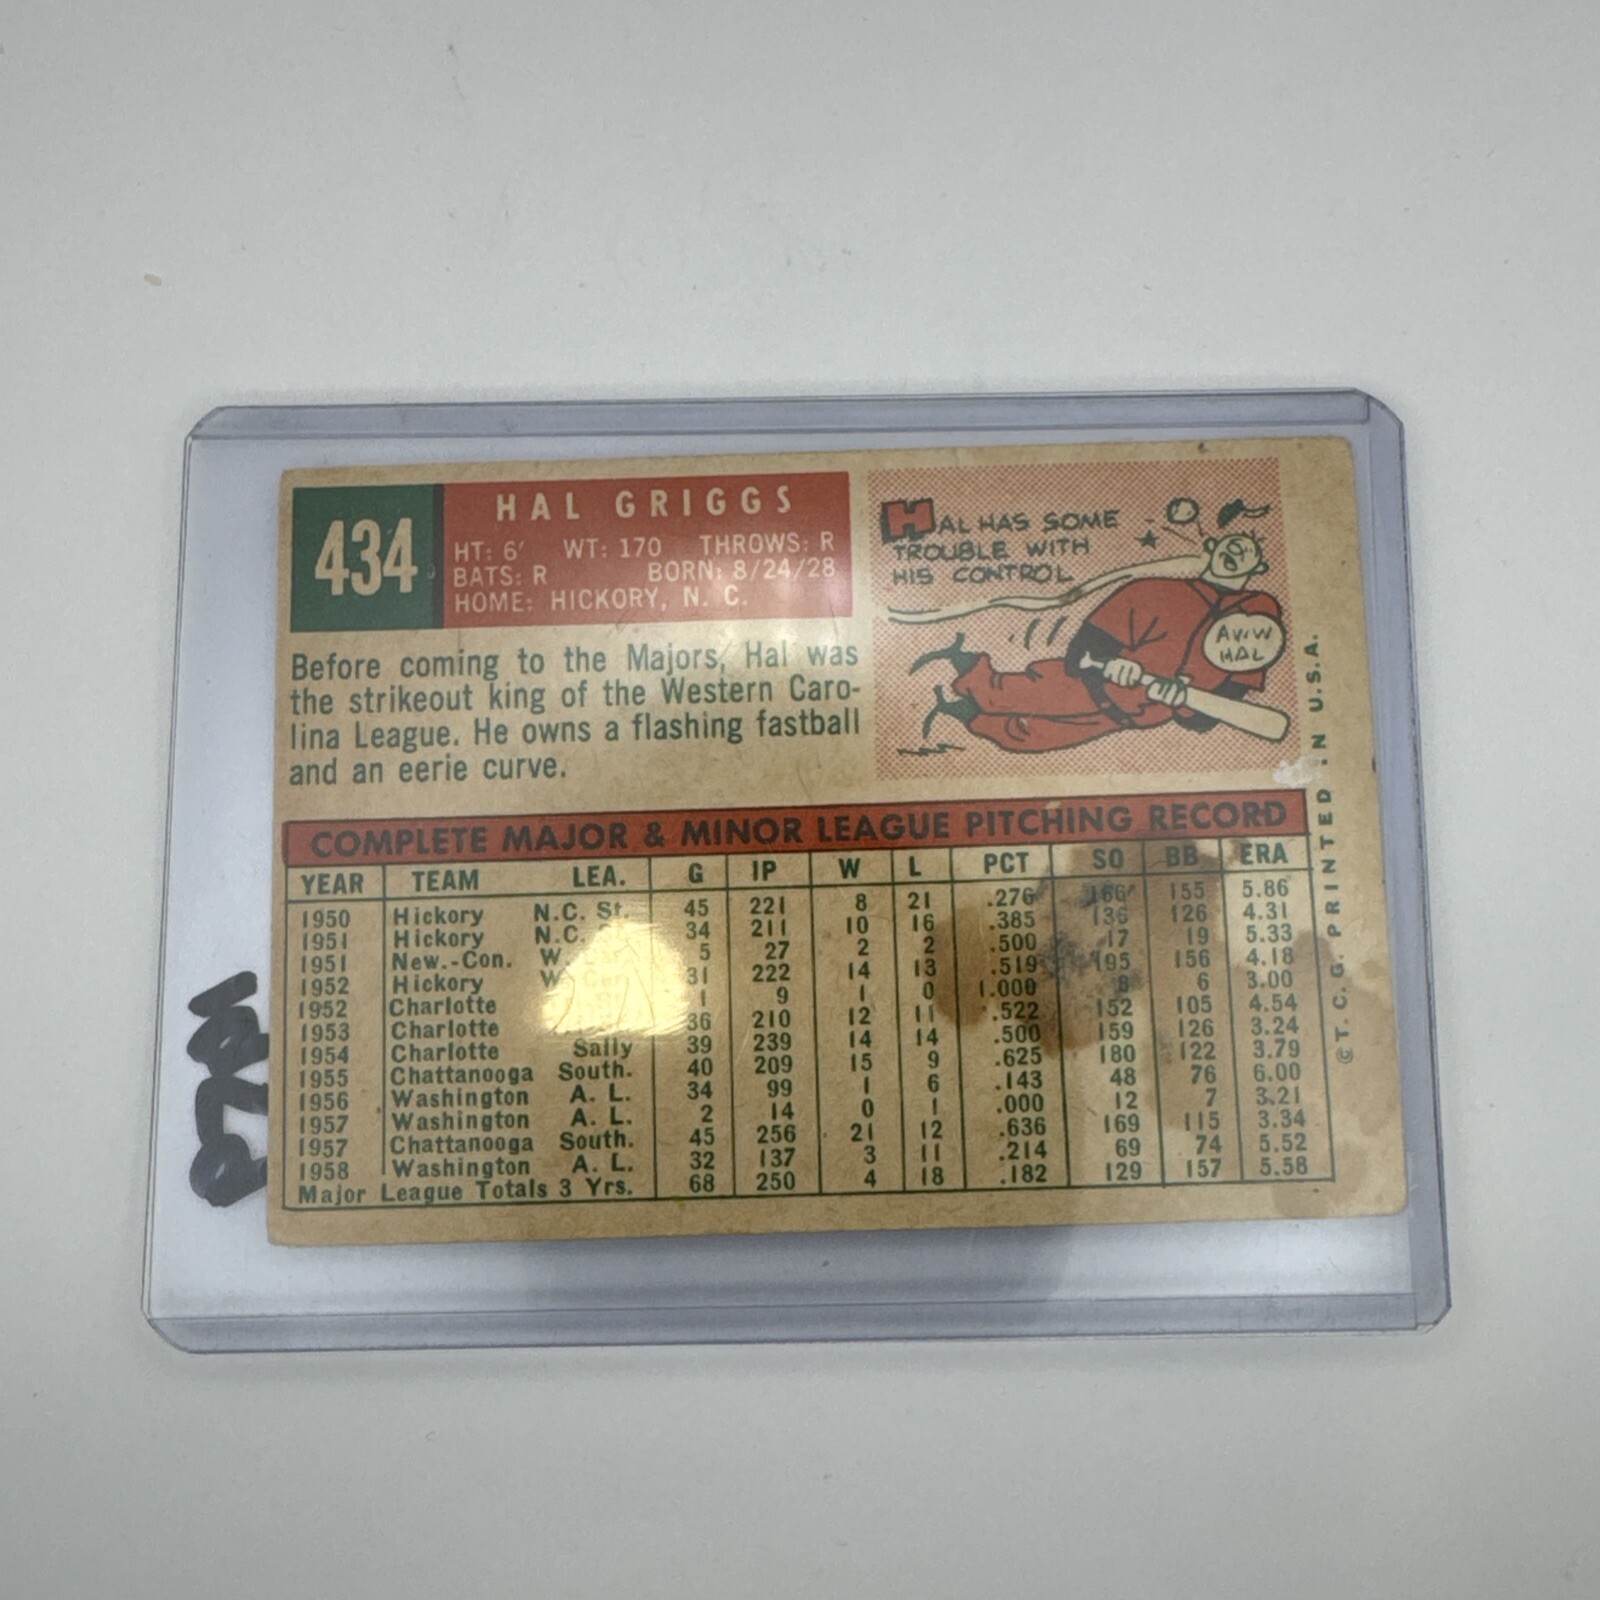 434
HAL GRIGGS
HT: 6' WT: 170 THROWS: R
BATS: R BORN: 8/24/28
HOME: HICKORY, N. C.
HAL HAS SOME
TROUBLE WITH
HIS CONTROL
AWW
HAL
Before coming to the Majors, Hal was
the strikeout king of the Western Caro-
lina League. He owns a flashing fastball
and an eerie curve.
COMPLETE MAJOR & MINOR LEAGUE PITCHING RECORD
YEAR TEAM LEA. G IP W L PCT SO BB ERA
1950 Hickory N.C. St. 45 221 8 21 .276 166 155 5.86
1951 Hickory N.C. 34 211 10 16 .385 136 126 4.31
1951 New.-Con. W. 5 27 2 2 .500 17 19 5.33
1952 Hickory W. 31 222 14 13 .519 195 156 4.18
1952 Charlotte 1 9 1 0 1.000 8 6 3.00
1953 Charlotte 36 210 12 11 .522 152 105 4.54
1954 Charlotte Sally 39 239 14 14 .500 159 126 3.24
1955 Chattanooga South. 40 209 15 9 .625 180 122 3.79
1956 Washington A. L. 34 99 1 6 .143 48 76 6.00
1957 Washington A. L. 2 14 0 1 .000 12 7 3.21
1957 Chattanooga South. 45 256 21 12 .636 169 115 3.34
1958 Washington A. L. 32 137 3 11 .214 69 74 5.52
Major League Totals 3 Yrs. 68 250 4 18 .182 129 157 5.58
© T. C. G. PRINTED IN U.S.A.